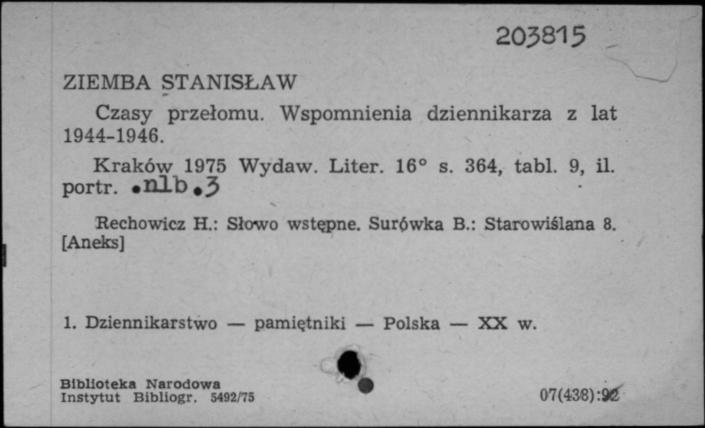 203815
ZIEMBA STANISŁAW
Czasy przełomu. Wspomnienia dziennikarza z lat
1944-1946.
Kraków 1975 Wydaw. Liter. 16° s. 364, tabl. 9, il.
portr. .nlb.3
Rechowicz H.: Słowo wstępne. Surówka B.: Starowiślana 8.
[Aneks]
1. Dziennikarstwo — pamiętniki — Polska — XX w.
Biblioteka Narodowa
Instytut Bibliogr. 5492/75
07(438):92